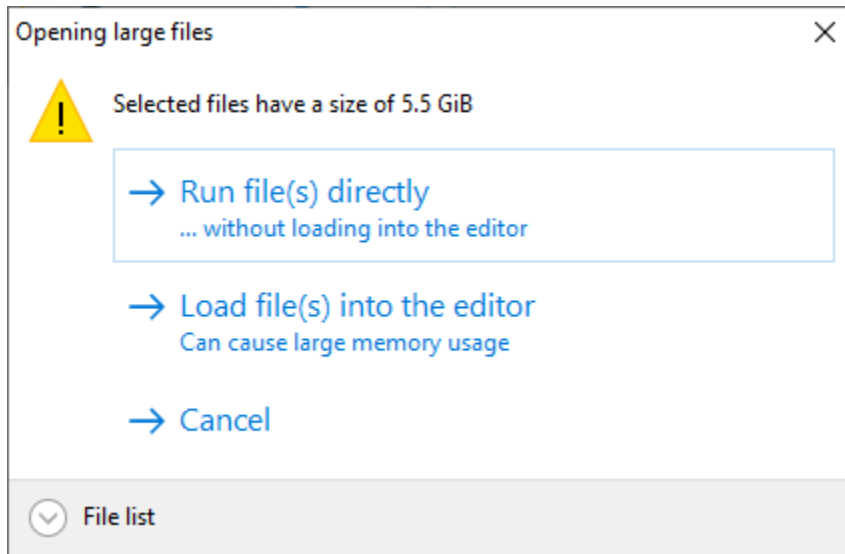 Opening large files
Selected files have a size of 5.5 GiB
Run file(s) directly
... without loading into the editor
Load file(s) into the editor
Can cause large memory usage
Cancel
File list